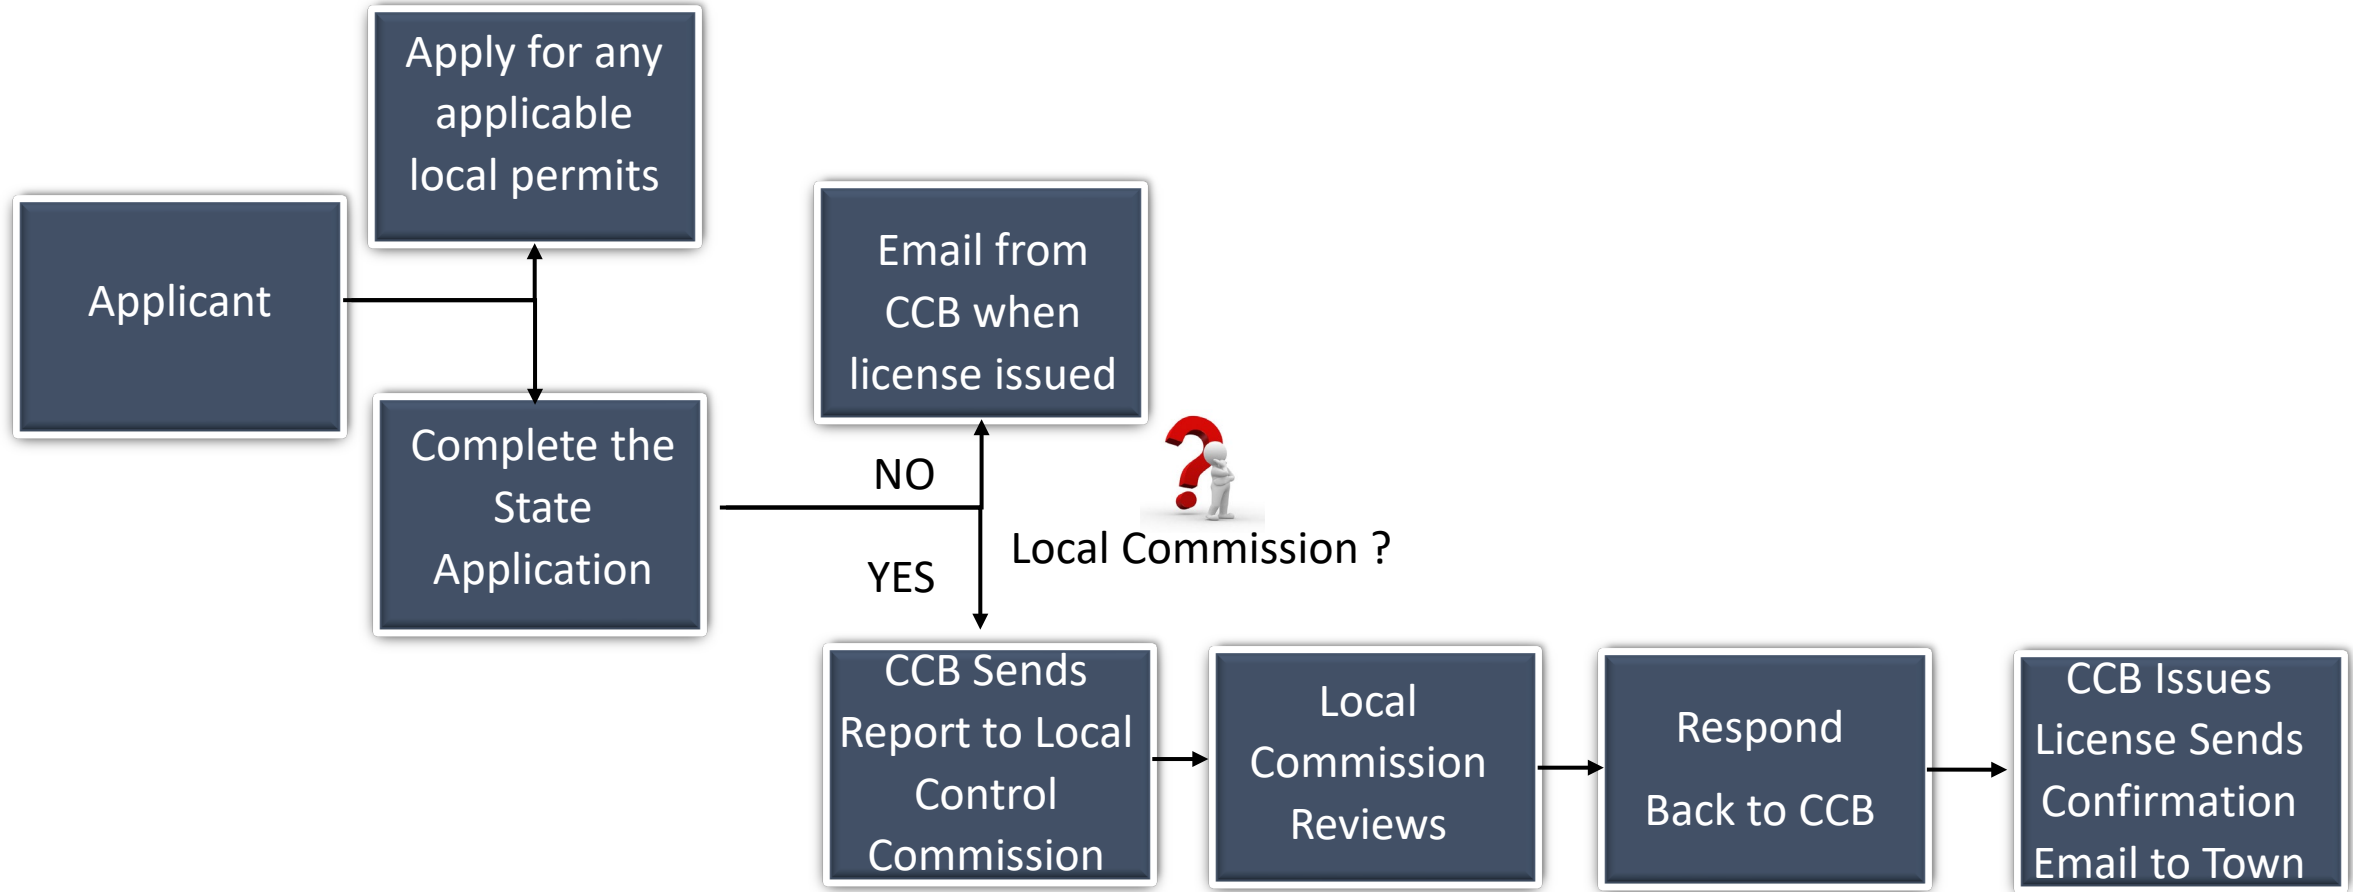 Apply for any
applicable
local permits
Applicant
Complete the
State
Application
Email from
CCB when
license issued
NO
YES
Local Commission ?
CCB Sends
Report to Local
Control
Commission
Local
Commission
Reviews
Respond
Back to CCB
CCB Issues
License Sends
Confirmation
Email to Town